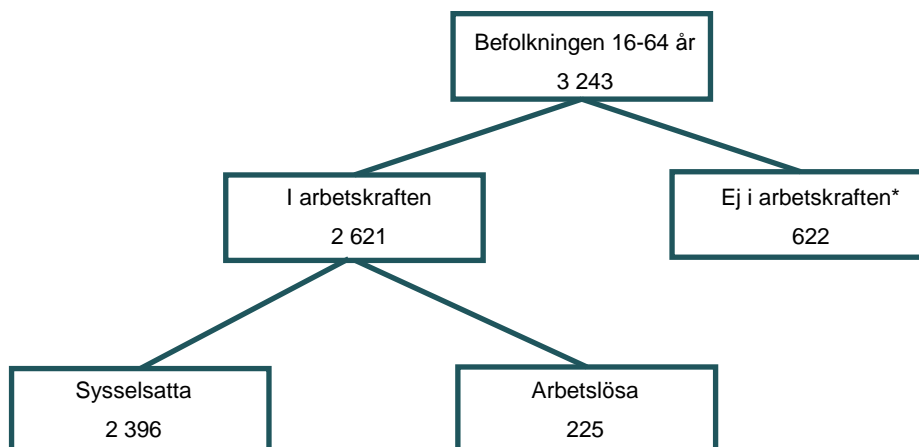 Befolkningen 16-64 år
3 243
I arbetskraften
2 621
Ej i arbetskraften*
622
Sysselsatta
2 396
Arbetslösa
225